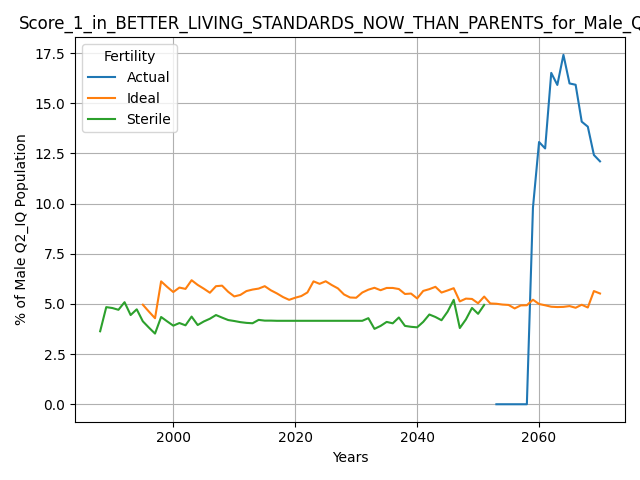 Score_1_in_BETTER_LIVING_STANDARDS_NOW_THAN_PARENTS_for_Male_Q
Fertility
Actual
Ideal
Sterile
17.5
15.0
12.5
10.0
7.5
5.0
2.5
0.0
% of Male Q2_IQ Population
2000
2020
2040
2060
Years